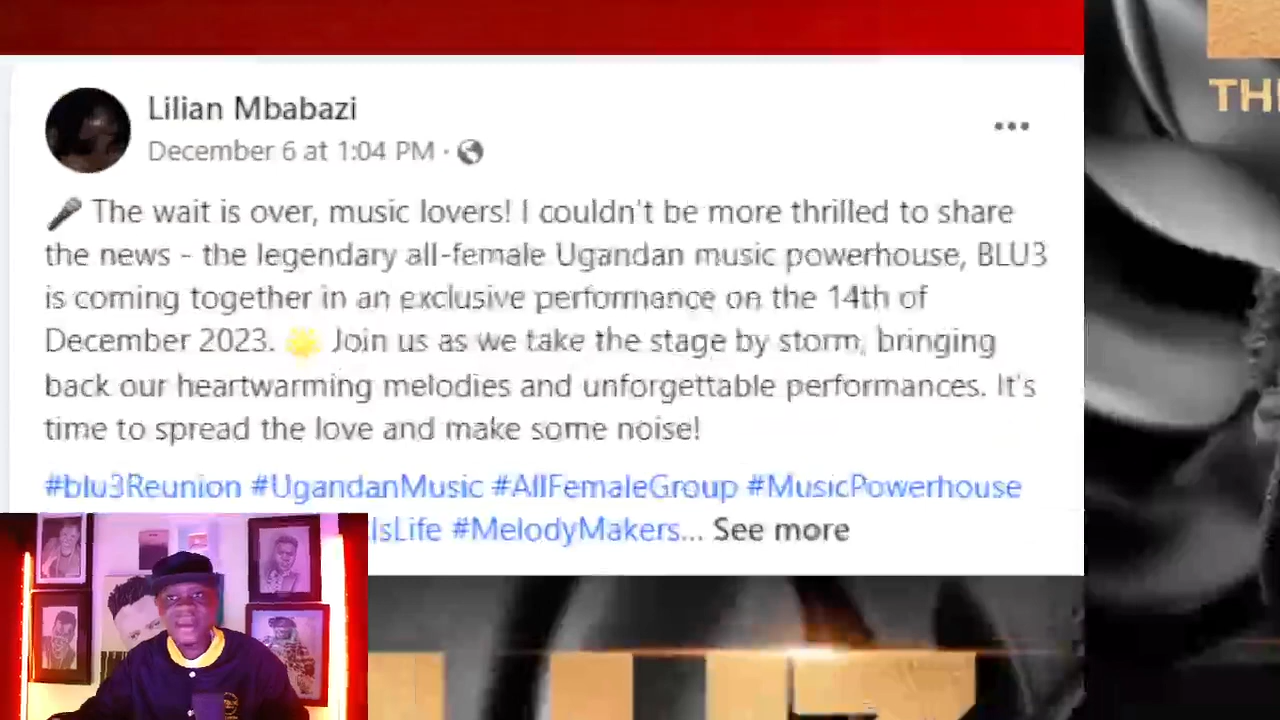 Lilian Mbabazi
December 6 at 1:04 PM ·
THE
🎤 The wait is over, music lovers! I couldn't be more thrilled to share
the news - the legendary all-female Ugandan music powerhouse, BLU3
is coming together in an exclusive performance on the 14th of
December 2023. 🌟 Join us as we take the stage by storm, bringing
back our heartwarming melodies and unforgettable performances. It's
time to spread the love and make some noise!
#blu3Reunion #UgandanMusic #AllFemaleGroup #MusicPowerhouse
IsLife #MelodyMakers... See more